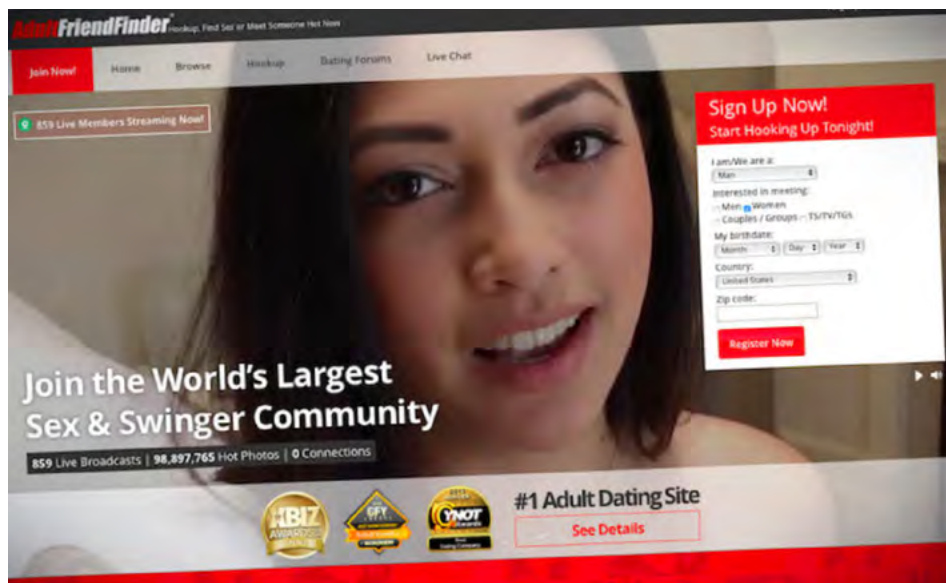 AdultFriendFinder
Hookup, Find Sex or Meet Someone Hot Now
Join Now!
Home
Browse
Hookup
Dating Forums
Live Chat
859 Live Members Streaming Now!
Sign Up Now!
Start Hooking Up Tonight!
I am/We are a:
Man
Interested in meeting:
Men Women
Couples / Groups TS/TV/TGs
My birthdate:
Month Day Year
Country:
United States
Zip code:
Register Now
Join the World's Largest
Sex & Swinger Community
859 Live Broadcasts | 98,897,765 Hot Photos | 0 Connections
XBIZ
AWARDS
GFY
YNOT
awards
#1 Adult Dating Site
See Details